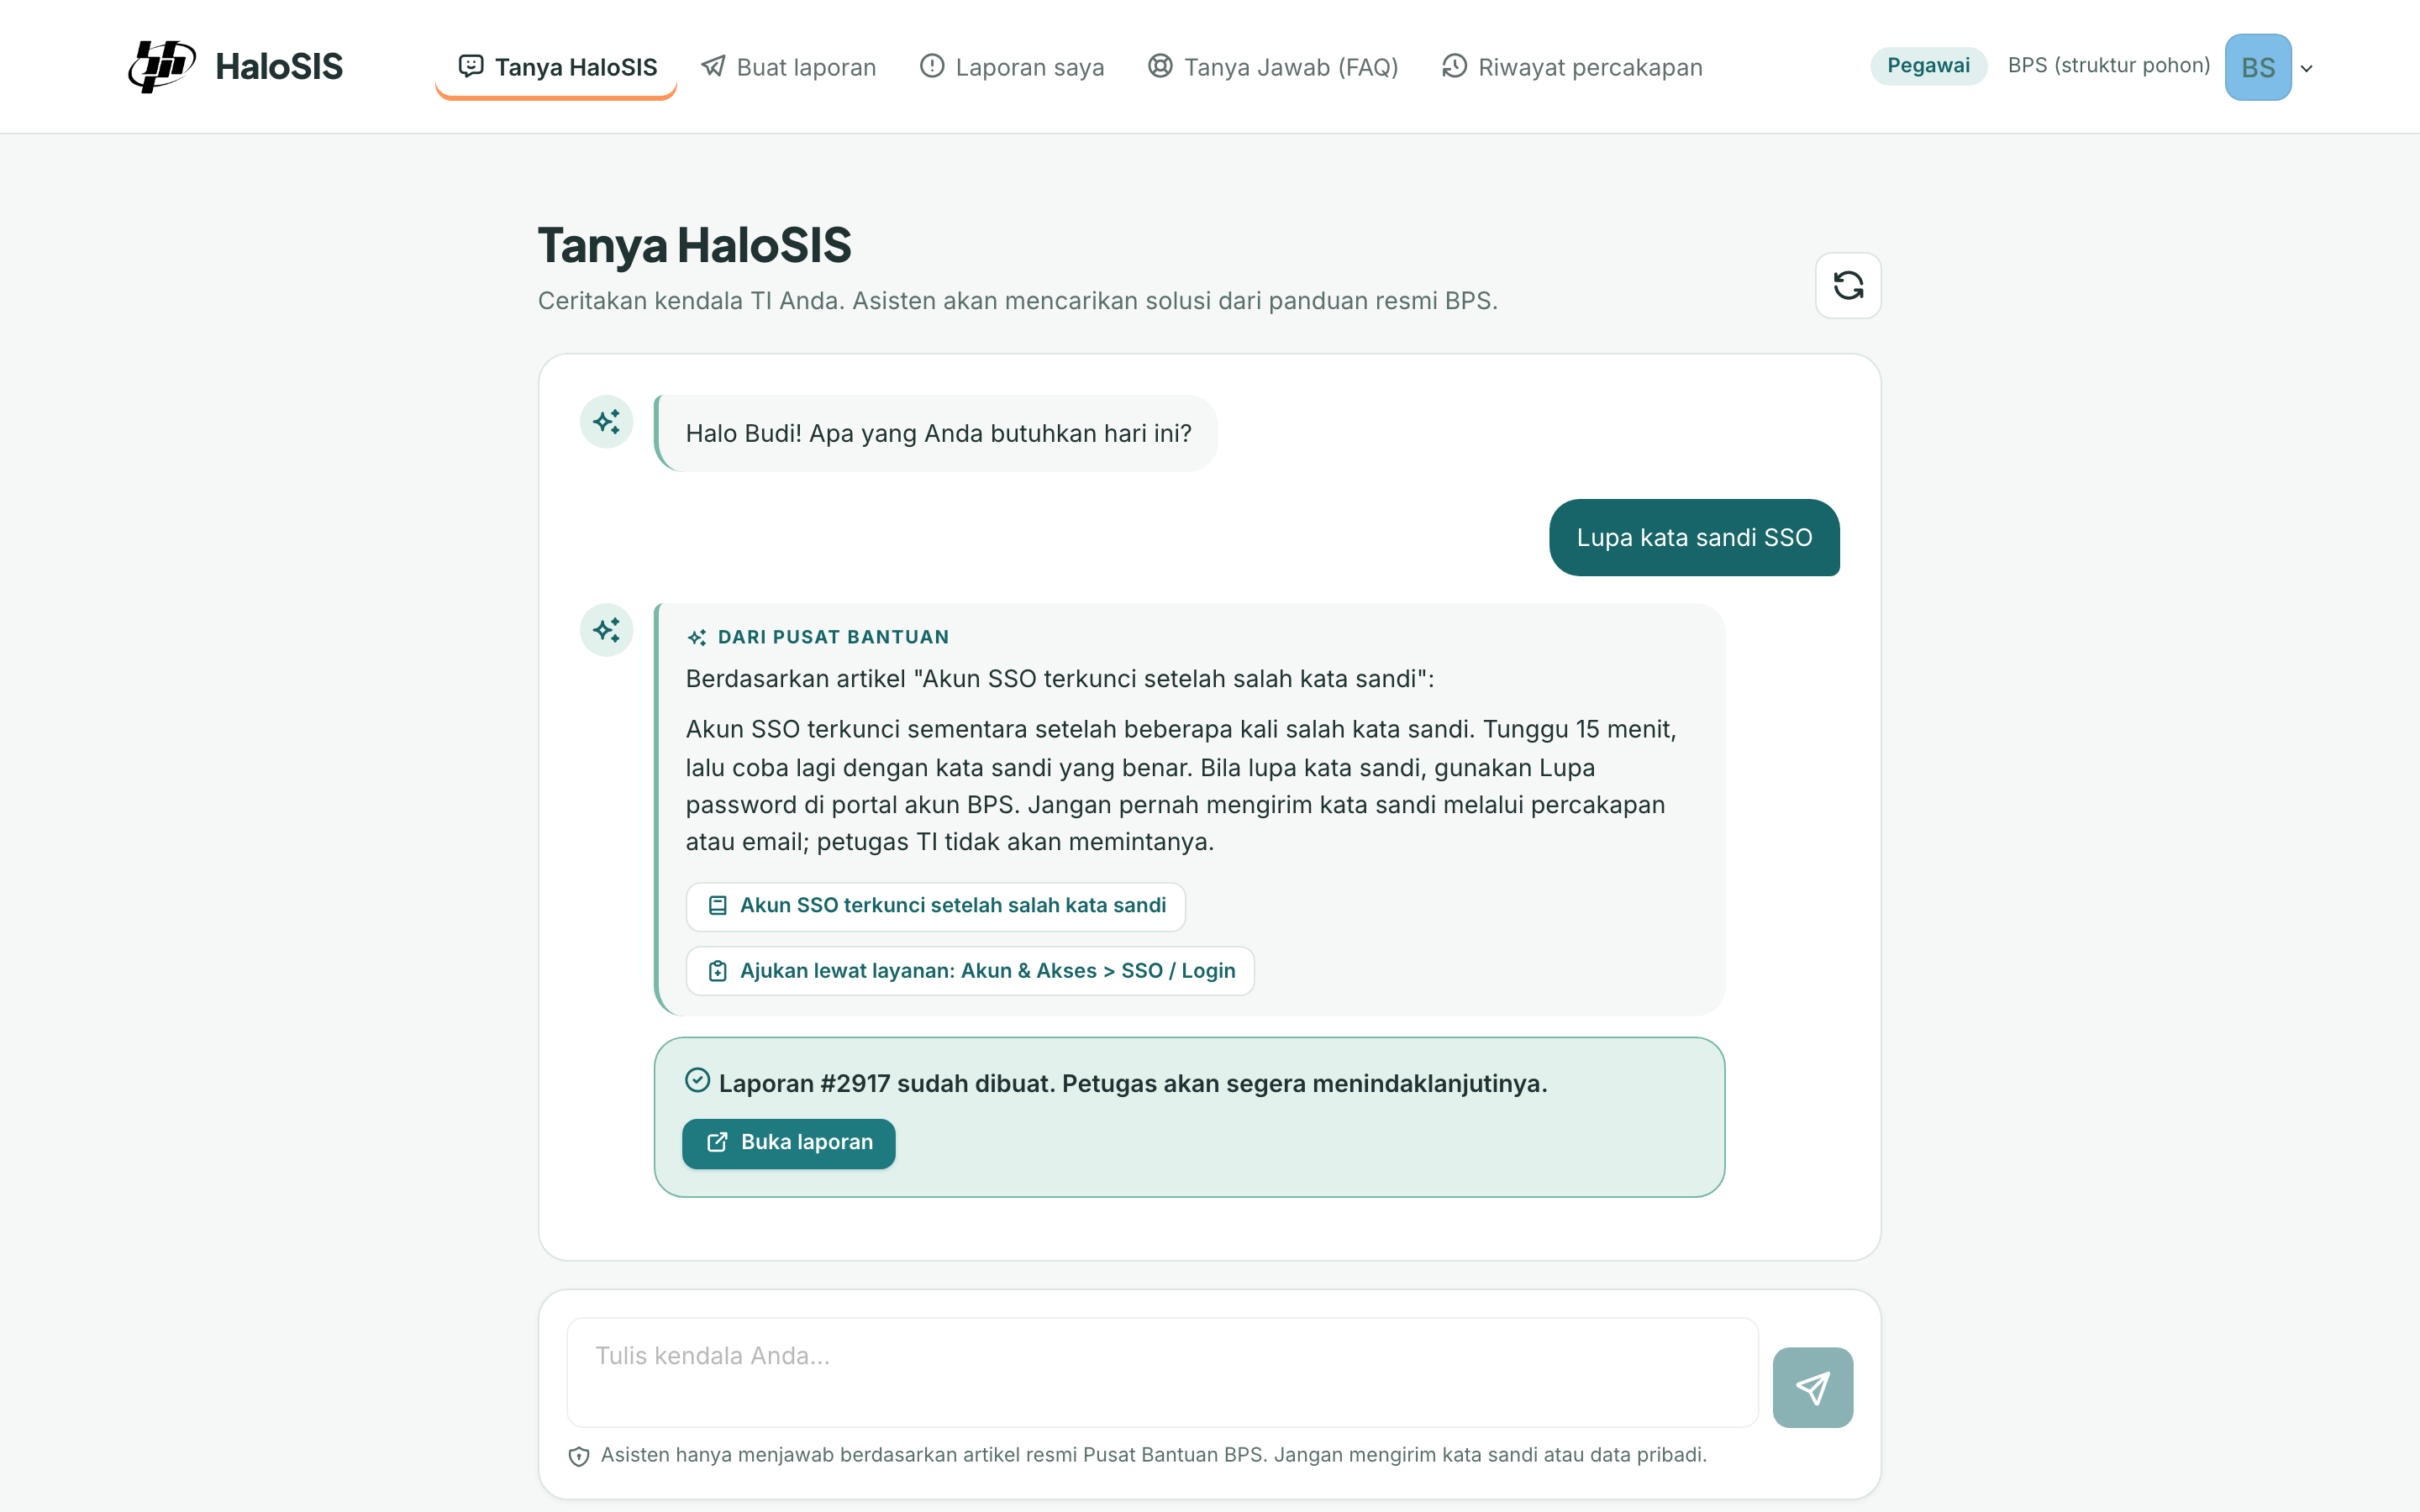 HaloSIS
Tanya HaloSIS
Buat laporan
Laporan saya
Tanya Jawab (FAQ)
Riwayat percakapan
Pegawai
BPS (struktur pohon)
BS
Tanya HaloSIS
Ceritakan kendala TI Anda. Asisten akan mencarikan solusi dari panduan resmi BPS.
Halo Budi! Apa yang Anda butuhkan hari ini?
Lupa kata sandi SSO
DARI PUSAT BANTUAN
Berdasarkan artikel "Akun SSO terkunci setelah salah kata sandi":
Akun SSO terkunci sementara setelah beberapa kali salah kata sandi. Tunggu 15 menit,
lalu coba lagi dengan kata sandi yang benar. Bila lupa kata sandi, gunakan Lupa
password di portal akun BPS. Jangan pernah mengirim kata sandi melalui percakapan
atau email; petugas TI tidak akan memintanya.
Akun SSO terkunci setelah salah kata sandi
Ajukan lewat layanan: Akun & Akses > SSO / Login
Laporan #2917 sudah dibuat. Petugas akan segera menindaklanjutinya.
Buka laporan
Tulis kendala Anda...
Asisten hanya menjawab berdasarkan artikel resmi Pusat Bantuan BPS. Jangan mengirim kata sandi atau data pribadi.